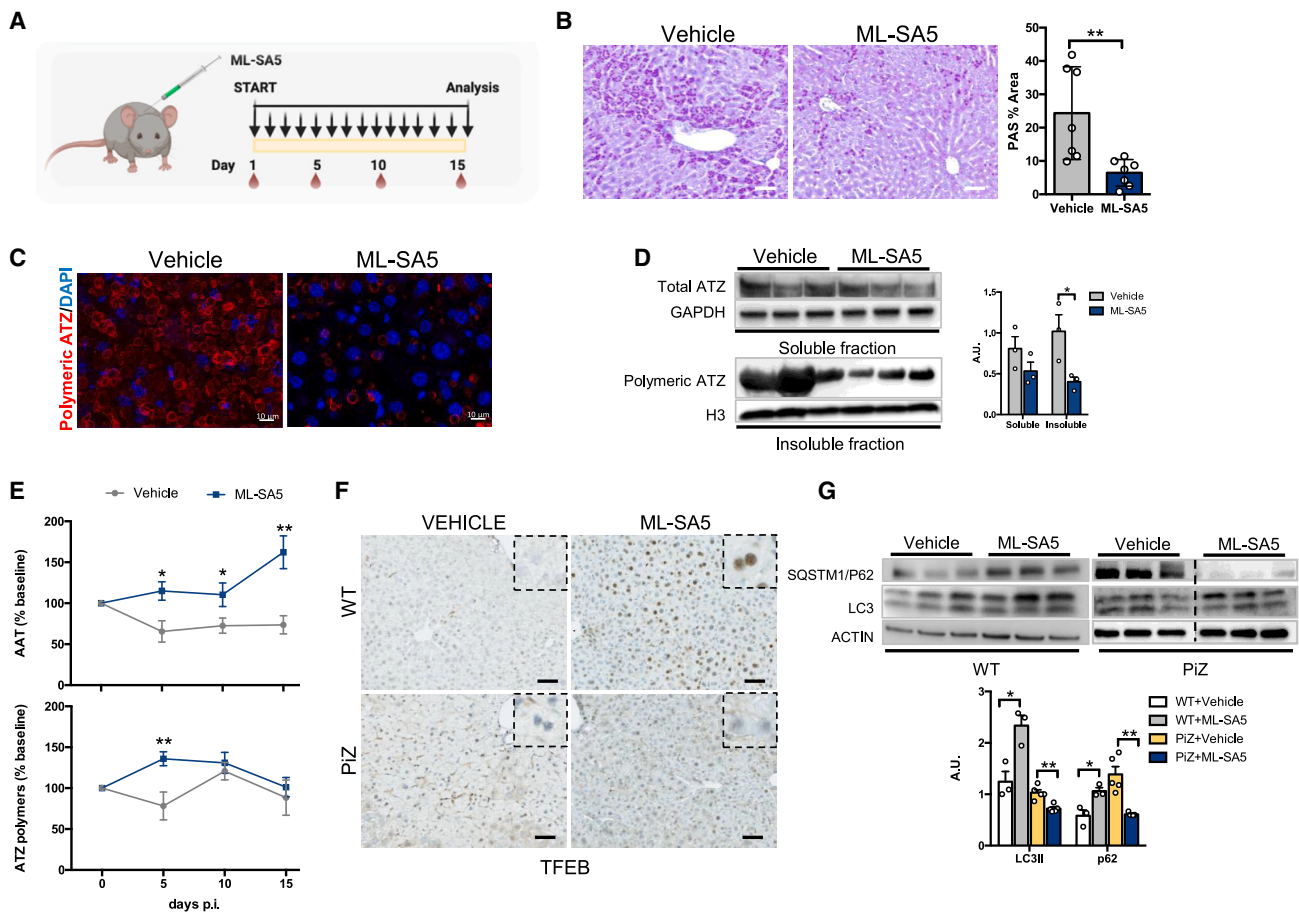 A
ML-SA5
START
Analysis
Day
1
5
10
15
B
Vehicle
ML-SA5
PAS % Area
50
40
30
20
10
0
**
Vehicle
ML-SA5
C
Vehicle
ML-SA5
Polymeric ATZ/DAPI
10 μm
10 μm
D
Vehicle
ML-SA5
Total ATZ
GAPDH
Soluble fraction
Polymeric ATZ
H3
Insoluble fraction
A.U.
1.5
1.0
0.5
0.0
*
Vehicle
ML-SA5
Soluble
Insoluble
E
Vehicle
ML-SA5
AAT (% baseline)
200
150
100
50
0
*
*
**
ATZ polymers (% baseline)
200
150
100
50
0
**
0
5
10
15
days p.i.
F
VEHICLE
ML-SA5
WT
PiZ
TFEB
G
Vehicle
ML-SA5
Vehicle
ML-SA5
SQSTM1/P62
LC3
ACTIN
WT
PiZ
A.U.
3
2
1
0
*
**
*
**
LC3II
p62
WT+Vehicle
WT+ML-SA5
PiZ+Vehicle
PiZ+ML-SA5